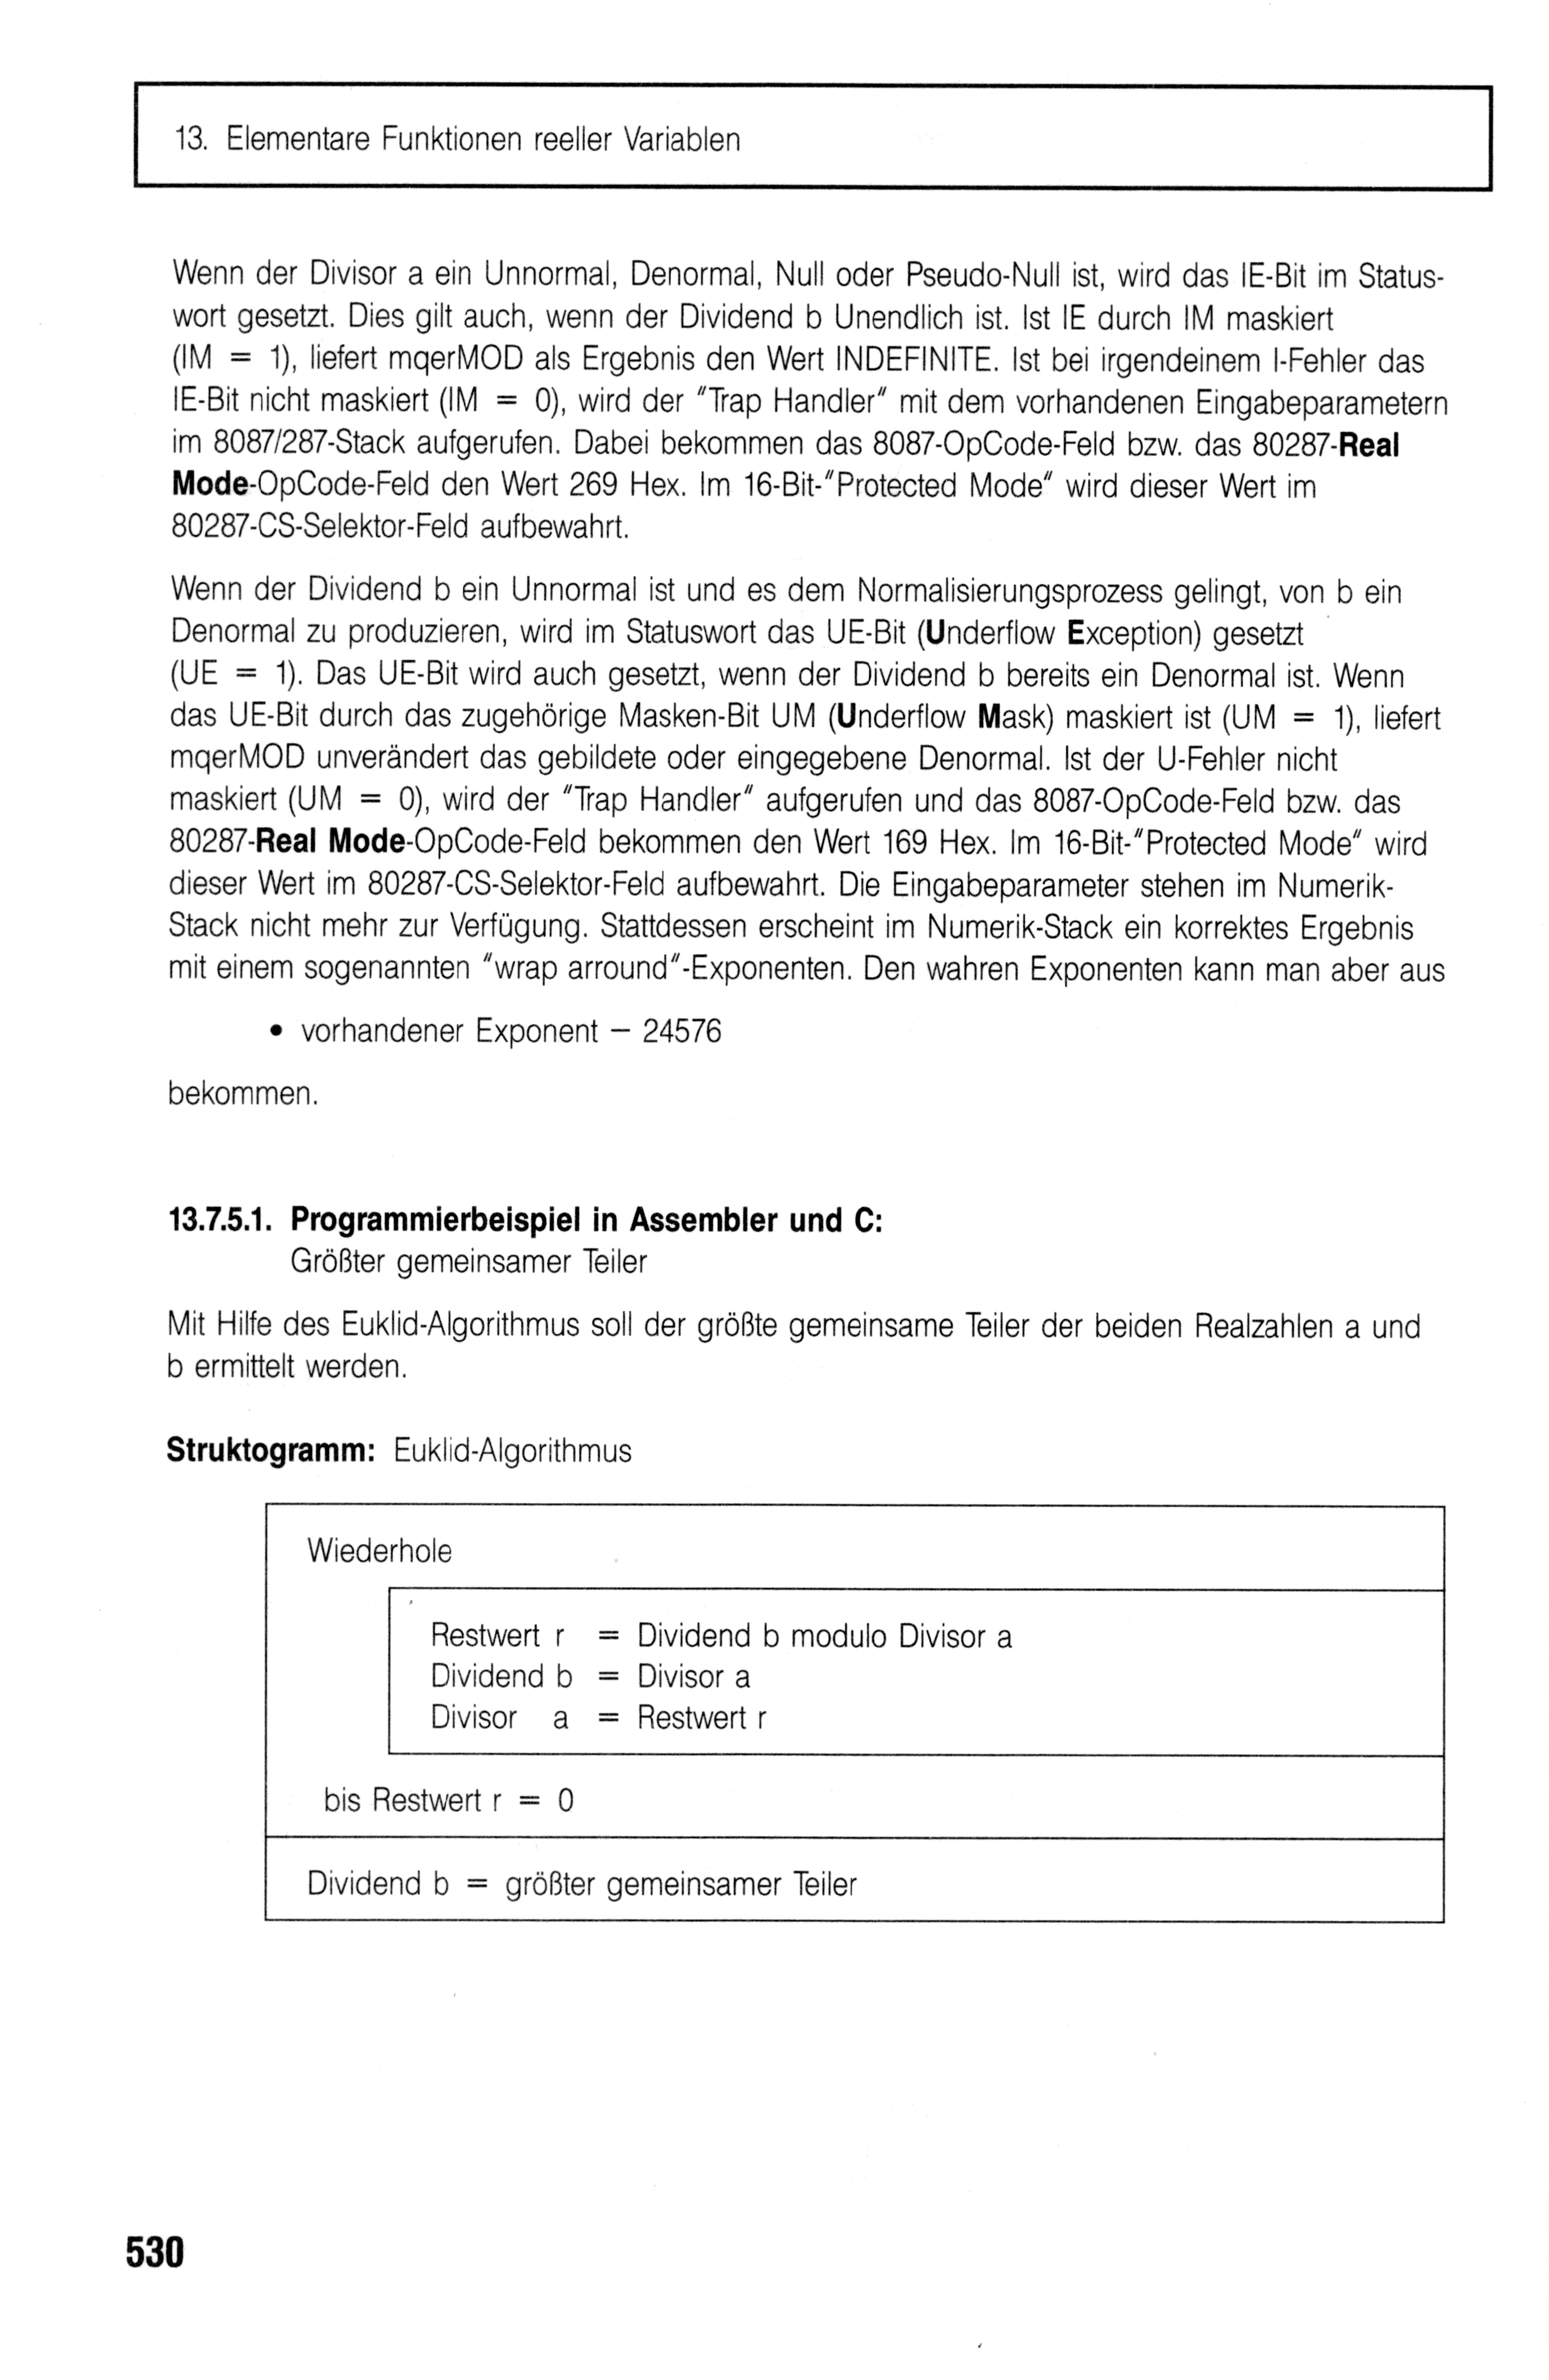 13. Elementare Funktionen reeller Variablen
Wenn der Divisor a ein Unnormal, Denormal, Null oder Pseudo-Null ist, wird das IE-Bit im Status-
wort gesetzt. Dies gilt auch, wenn der Dividend b Unendlich ist. Ist IE durch IM maskiert
(IM = 1), liefert mqerMOD als Ergebnis den Wert INDEFINITE. Ist bei irgendeinem I-Fehler das
IE-Bit nicht maskiert (IM = 0), wird der "Trap Handler" mit dem vorhandenen Eingabeparametern
im 8087/287-Stack aufgerufen. Dabei bekommen das 8087-OpCode-Feld bzw. das 80287-Real
Mode-OpCode-Feld den Wert 269 Hex. Im 16-Bit-"Protected Mode" wird dieser Wert im
80287-CS-Selektor-Feld aufbewahrt.
Wenn der Dividend b ein Unnormal ist und es dem Normalisierungsprozess gelingt, von b ein
Denormal zu produzieren, wird im Statuswort das UE-Bit (Underflow Exception) gesetzt
(UE = 1). Das UE-Bit wird auch gesetzt, wenn der Dividend b bereits ein Denormal ist. Wenn
das UE-Bit durch das zugehörige Masken-Bit UM (Underflow Mask) maskiert ist (UM = 1), liefert
mqerMOD unverändert das gebildete oder eingegebene Denormal. Ist der U-Fehler nicht
maskiert (UM = 0), wird der "Trap Handler" aufgerufen und das 8087-OpCode-Feld bzw. das
80287-Real Mode-OpCode-Feld bekommen den Wert 169 Hex. Im 16-Bit-"Protected Mode" wird
dieser Wert im 80287-CS-Selektor-Feld aufbewahrt. Die Eingabeparameter stehen im Numerik-
Stack nicht mehr zur Verfügung. Stattdessen erscheint im Numerik-Stack ein korrektes Ergebnis
mit einem sogenannten "wrap arround"-Exponenten. Den wahren Exponenten kann man aber aus
• vorhandener Exponent – 24576
bekommen.
13.7.5.1. Programmierbeispiel in Assembler und C:
Größter gemeinsamer Teiler
Mit Hilfe des Euklid-Algorithmus soll der größte gemeinsame Teiler der beiden Realzahlen a und
b ermittelt werden.
Struktogramm: Euklid-Algorithmus
Wiederhole
Restwert r = Dividend b modulo Divisor a
Dividend b = Divisor a
Divisor a = Restwert r
bis Restwert r = 0
Dividend b = größter gemeinsamer Teiler
530